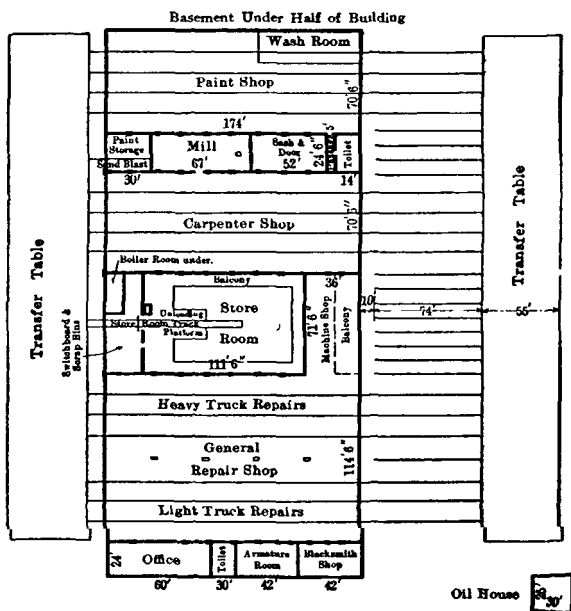 Basement Under Half of Building
Wash Room
Paint Shop
70'6"
174'
Paint
Storage
Sand Blast
30'
Mill
67'
Sash &
Door
52'
24'6"
5'
Toilet
14'
Transfer Table
Transfer Table
Carpenter Shop
Boiler Room under.
Balcony
36'
10'
74'
55'
Store
Room
Unloading
Store Room Track
Platform
111'6"
71'6"
Machine Shop
Balcony
Switchboard &
Scrap Bins
Heavy Truck Repairs
General
Repair Shop
114'6"
Light Truck Repairs
24'
Office
Toilet
Armature
Room
Blacksmith
Shop
60'
30'
42'
42'
Oil House
30'